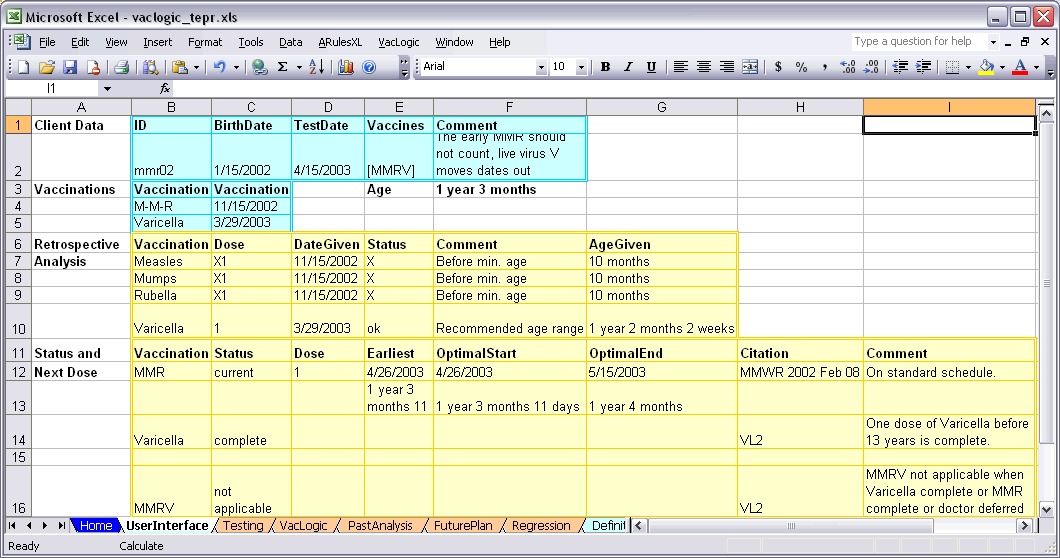 Microsoft Excel - vaclogic_tepr.xls
File Edit View Insert Format Tools Data ARulesXL VacLogic Window Help Type a question for help
Arial 10 B I U $ % ,
I1 fx
A B C D E F G H I
1 Client Data ID BirthDate TestDate Vaccines Comment
The early MMR should
not count, live virus V
2 mmr02 1/15/2002 4/15/2003 [MMRV] moves dates out
3 Vaccinations Vaccination Vaccination Age 1 year 3 months
4 M-M-R 11/15/2002
5 Varicella 3/29/2003
6 Retrospective Vaccination Dose DateGiven Status Comment AgeGiven
7 Analysis Measles X1 11/15/2002 X Before min. age 10 months
8 Mumps X1 11/15/2002 X Before min. age 10 months
9 Rubella X1 11/15/2002 X Before min. age 10 months
10 Varicella 1 3/29/2003 ok Recommended age range 1 year 2 months 2 weeks
11 Status and Vaccination Status Dose Earliest OptimalStart OptimalEnd Citation Comment
12 Next Dose MMR current 1 4/26/2003 4/26/2003 5/15/2003 MMWR 2002 Feb 08 On standard schedule.
1 year 3
13 months 11 1 year 3 months 11 days 1 year 4 months
One dose of Varicella before
14 Varicella complete VL2 13 years is complete.
15
MMRV not applicable when
not Varicella complete or MMR
16 MMRV applicable VL2 complete or doctor deferred
Home UserInterface Testing VacLogic PastAnalysis FuturePlan Regression Definit
Ready Calculate